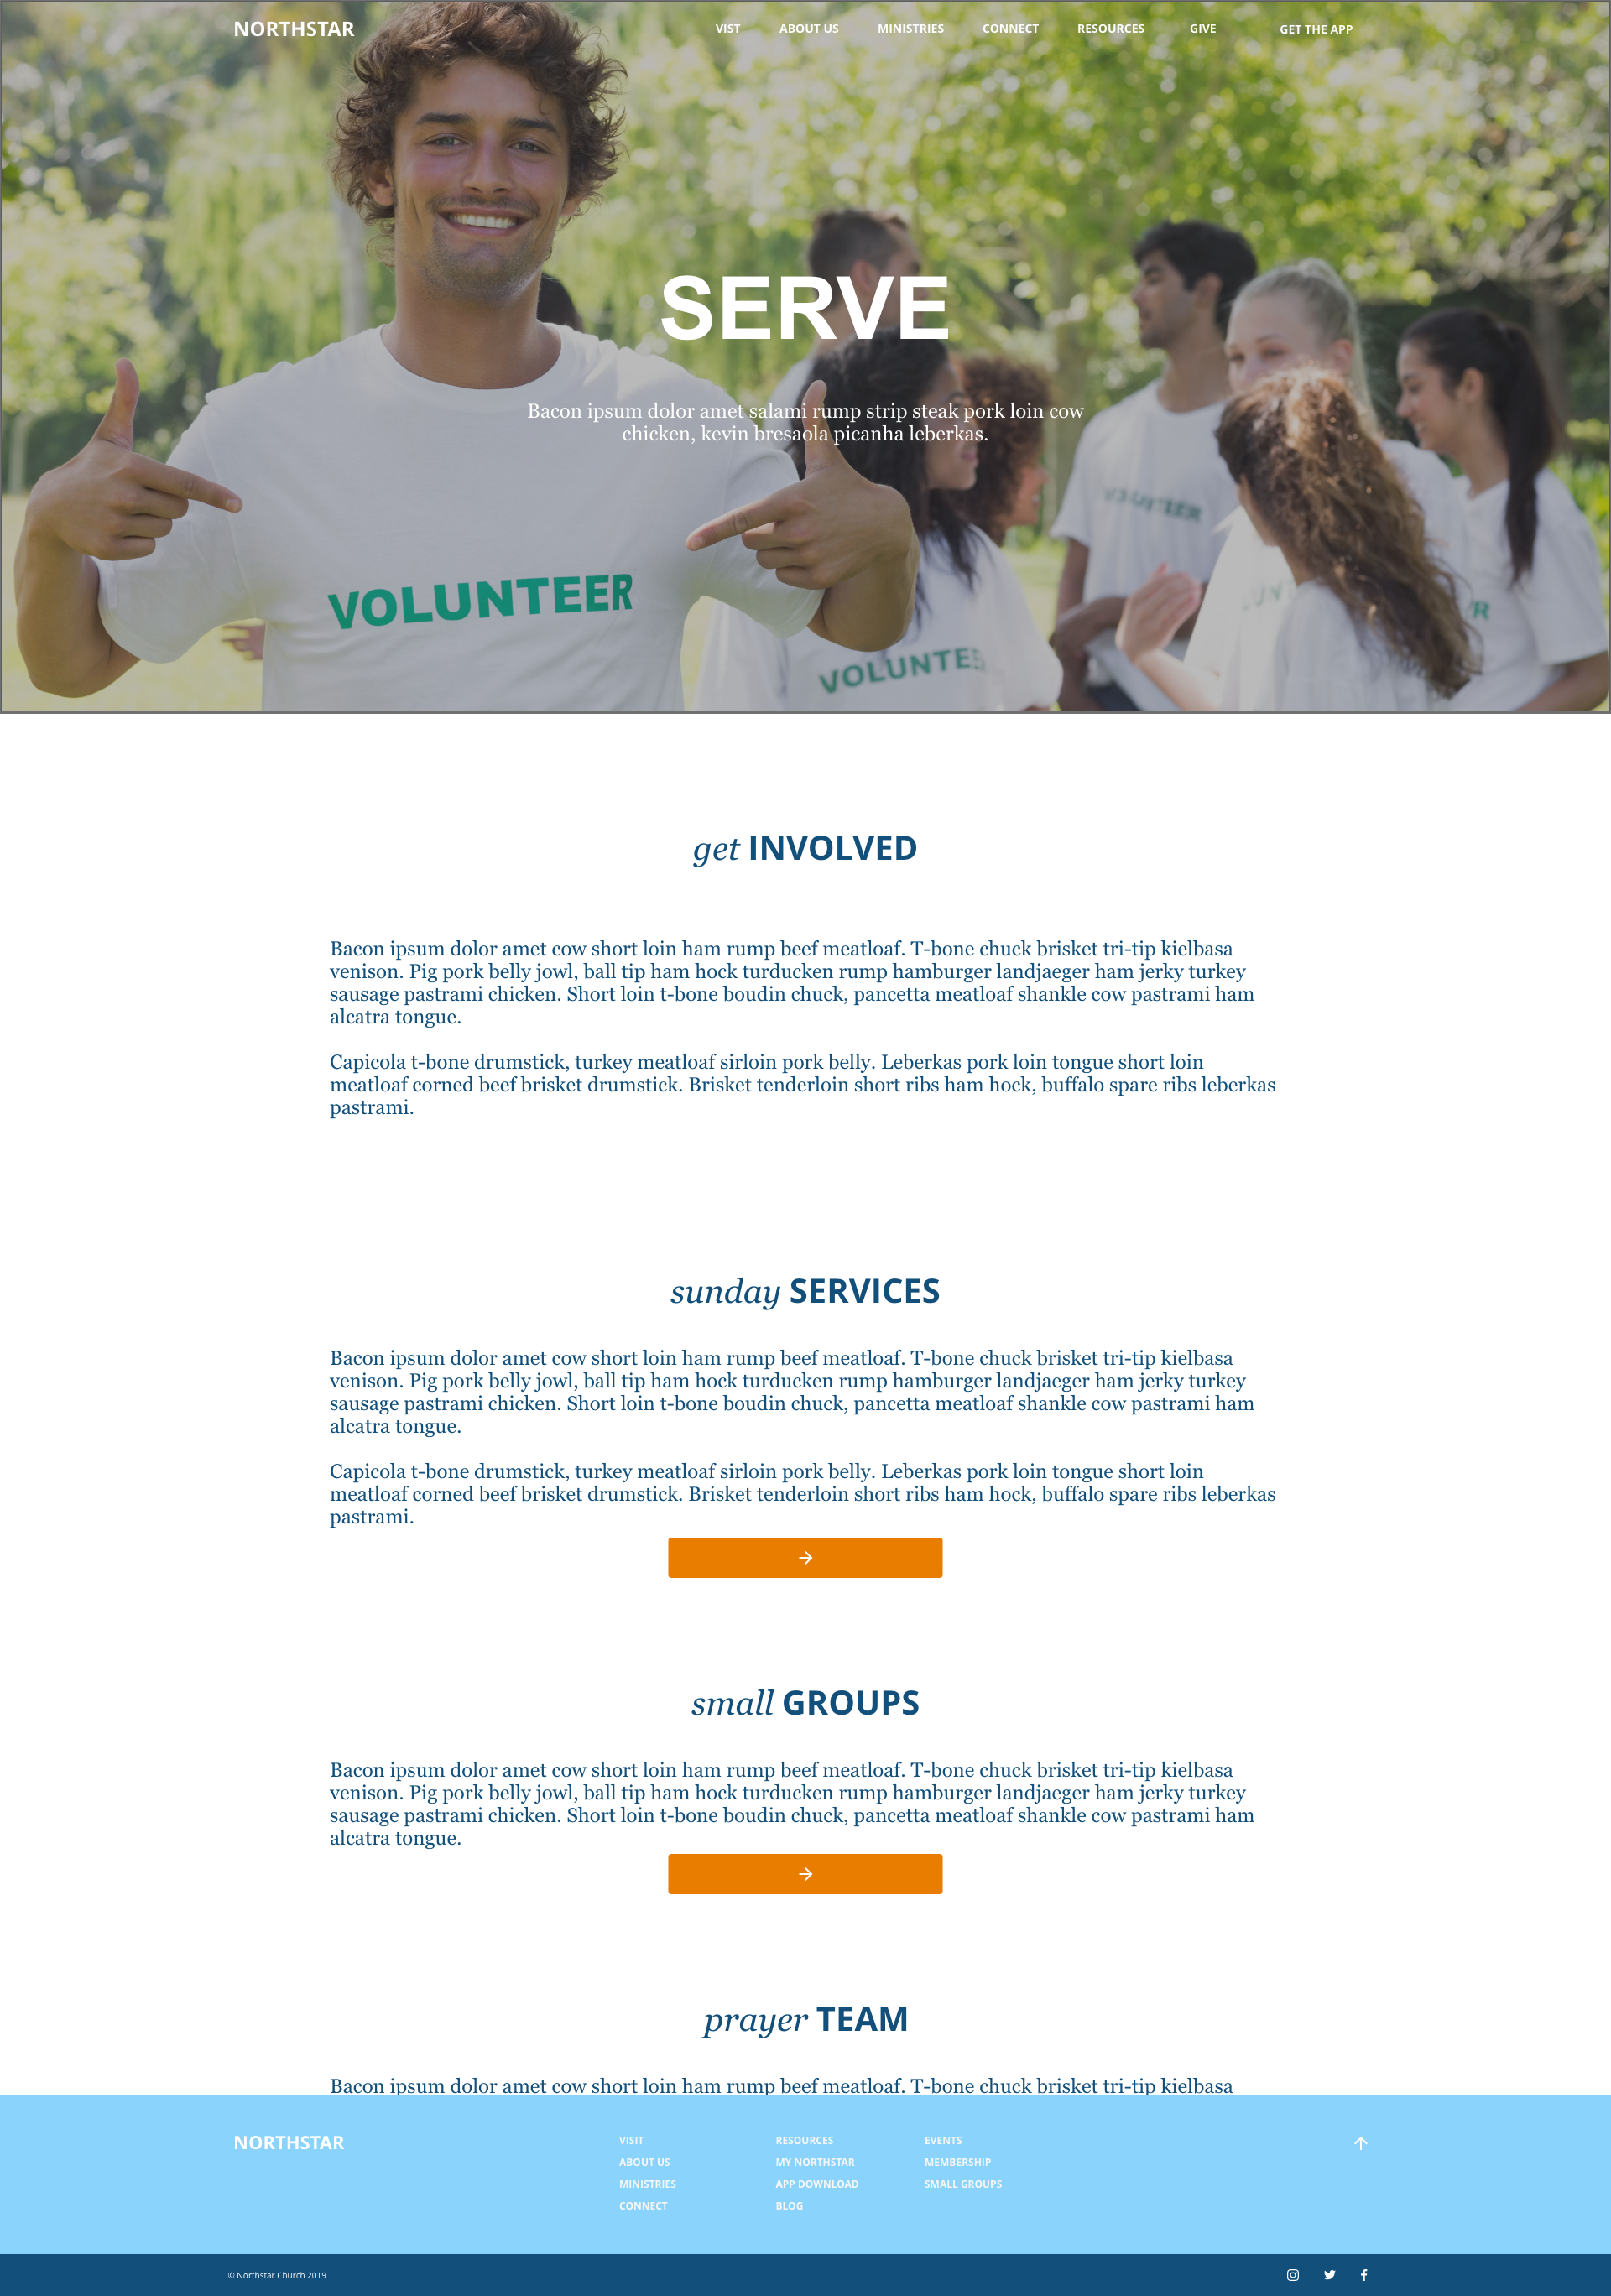 NORTHSTAR VIST ABOUT US MINISTRIES CONNECT RESOURCES GIVE GET THE APP
SERVE
Bacon ipsum dolor amet salami rump strip steak pork loin cow
chicken, kevin bresaola picanha leberkas.
VOLUNTEER
VOLUNTEER
VOLUNTEE
get INVOLVED
Bacon ipsum dolor amet cow short loin ham rump beef meatloaf. T-bone chuck brisket tri-tip kielbasa
venison. Pig pork belly jowl, ball tip ham hock turducken rump hamburger landjaeger ham jerky turkey
sausage pastrami chicken. Short loin t-bone boudin chuck, pancetta meatloaf shankle cow pastrami ham
alcatra tongue.
Capicola t-bone drumstick, turkey meatloaf sirloin pork belly. Leberkas pork loin tongue short loin
meatloaf corned beef brisket drumstick. Brisket tenderloin short ribs ham hock, buffalo spare ribs leberkas
pastrami.
sunday SERVICES
Bacon ipsum dolor amet cow short loin ham rump beef meatloaf. T-bone chuck brisket tri-tip kielbasa
venison. Pig pork belly jowl, ball tip ham hock turducken rump hamburger landjaeger ham jerky turkey
sausage pastrami chicken. Short loin t-bone boudin chuck, pancetta meatloaf shankle cow pastrami ham
alcatra tongue.
Capicola t-bone drumstick, turkey meatloaf sirloin pork belly. Leberkas pork loin tongue short loin
meatloaf corned beef brisket drumstick. Brisket tenderloin short ribs ham hock, buffalo spare ribs leberkas
pastrami.
small GROUPS
Bacon ipsum dolor amet cow short loin ham rump beef meatloaf. T-bone chuck brisket tri-tip kielbasa
venison. Pig pork belly jowl, ball tip ham hock turducken rump hamburger landjaeger ham jerky turkey
sausage pastrami chicken. Short loin t-bone boudin chuck, pancetta meatloaf shankle cow pastrami ham
alcatra tongue.
prayer TEAM
Bacon ipsum dolor amet cow short loin ham rump beef meatloaf. T-bone chuck brisket tri-tip kielbasa
NORTHSTAR
VISIT
ABOUT US
MINISTRIES
CONNECT
RESOURCES
MY NORTHSTAR
APP DOWNLOAD
BLOG
EVENTS
MEMBERSHIP
SMALL GROUPS
© Northstar Church 2019